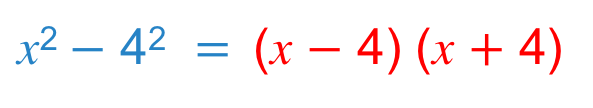 x² − 4² = (x − 4) (x + 4)